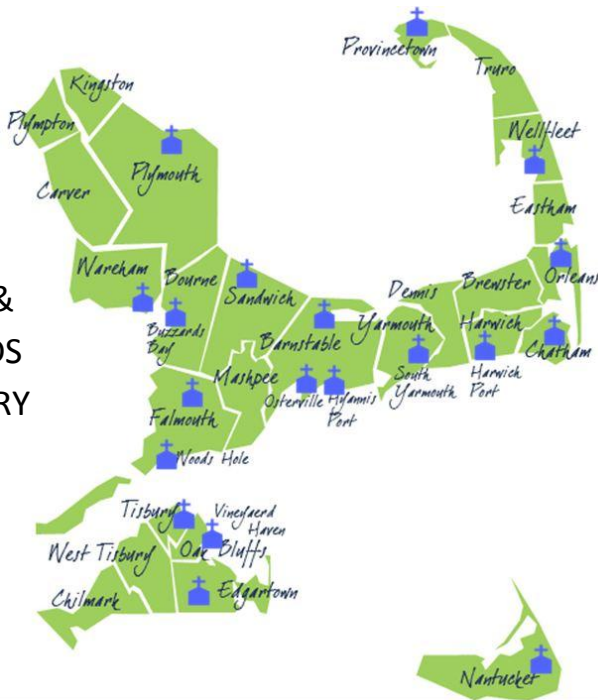 Provincetown
Truro
Kingston
Plympton
Wellfleet
Plymouth
Carver
Eastham
Wareham
Bourne
Sandwich
Dennis
Brewster
Orleans
&
Buzzards
Bay
Barnstable
Yarmouth
Harwich
Chatham
DS
Mashpee
Osterville
Hyannis
Port
South
Yarmouth
Harwich
Port
RY
Falmouth
Woods Hole
Tisbury
Vineyaerd
Haven
West Tisbury
Oak Bluffs
Chilmark
Edgartown
Nantucket